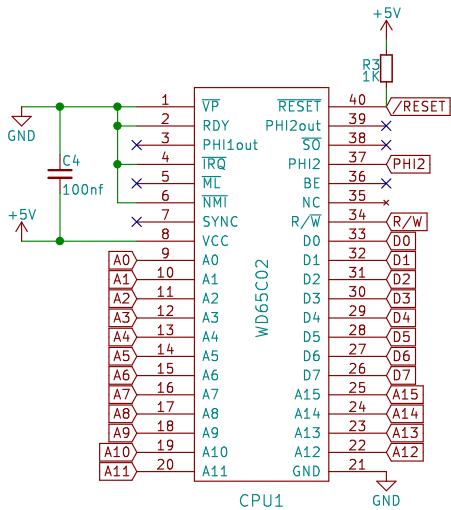 +5V
R3
1K
1 VP RESET 40 /RESET
GND
2 RDY PHI2out 39
3 PHI1out SO 38
4 IRQ PHI2 37 PHI2
C4
100nf
5 ML BE 36
6 NMI NC 35
+5V
7 SYNC R/W 34 R/W
8 VCC D0 33 D0
A0 9 A0 D1 32 D1
A1 10 A1 D2 31 D2
A2 11 A2 D3 30 D3
A3 12 A3 D4 29 D4
A4 13 A4 D5 28 D5
A5 14 A5 D6 27 D6
A6 15 A6 D7 26 D7
A7 16 A7 A15 25 A15
A8 17 A8 A14 24 A14
A9 18 A9 A13 23 A13
A10 19 A10 A12 22 A12
A11 20 A11 GND 21
WD65C02
CPU1
GND